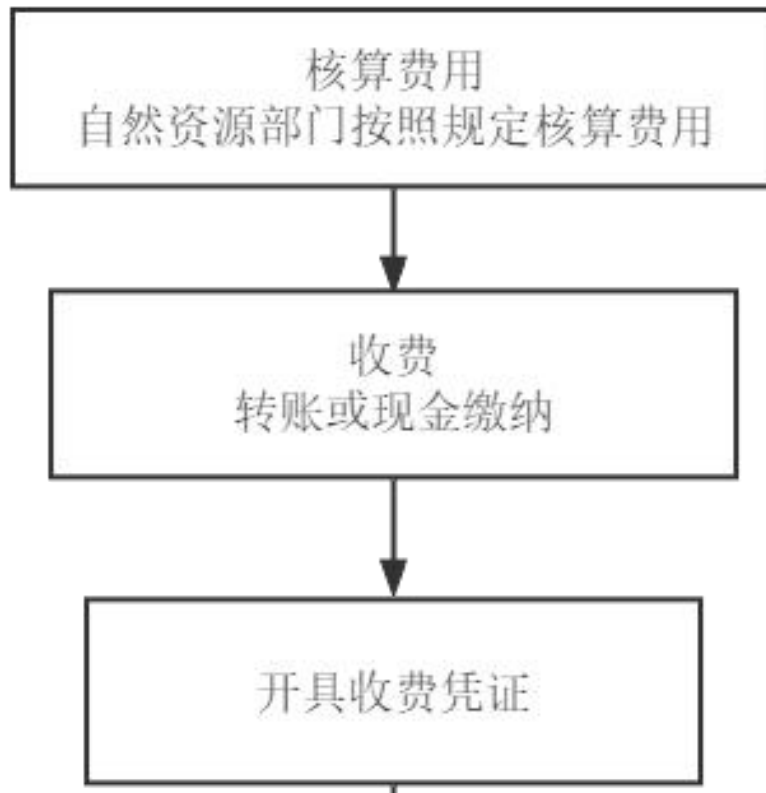 核算费用
自然资源部门按照规定核算费用
收费
转账或现金缴纳
开具收费凭证